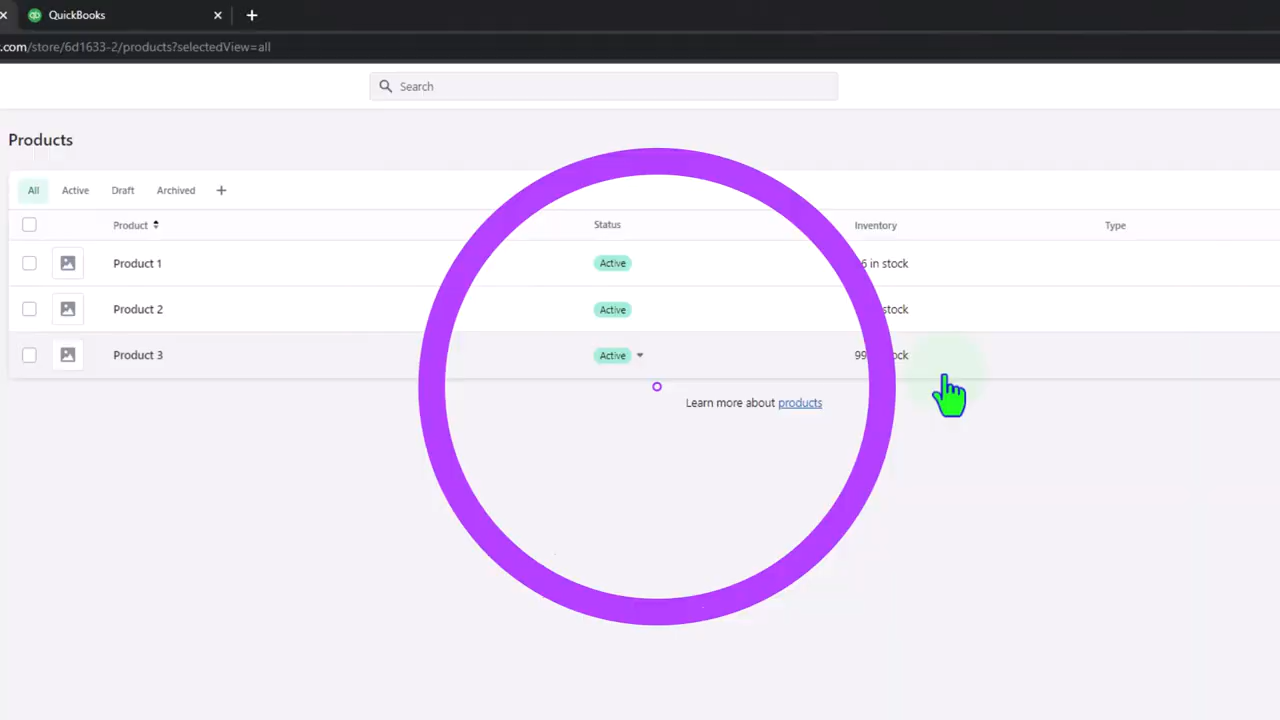 QuickBooks
.com/store/6d1633-2/products?selectedView=all
Search
Products
All Active Draft Archived
Product Status Inventory Type
Product 1 Active 6 in stock
Product 2 Active stock
Product 3 Active
Learn more about products